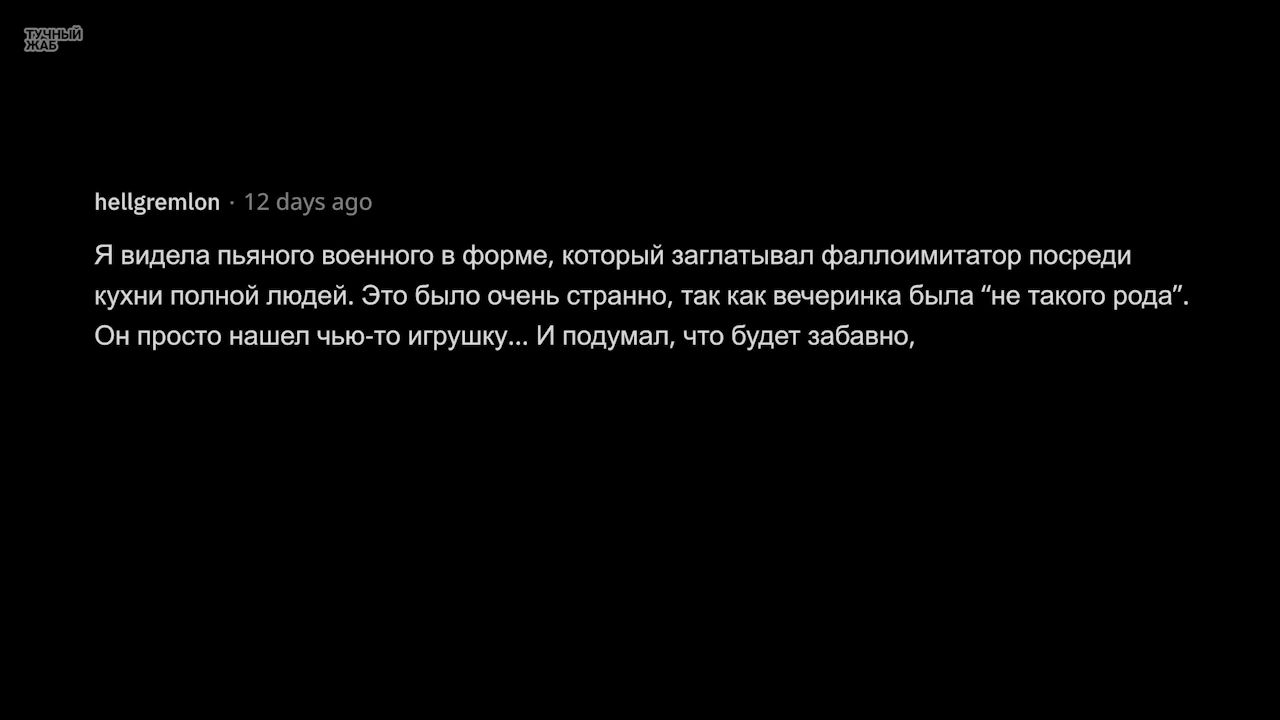 ТУЧНЫЙ
ЖАБ
hellgremlon · 12 days ago
Я видела пьяного военного в форме, который заглатывал фаллоимитатор посреди
кухни полной людей. Это было очень странно, так как вечеринка была “не такого рода”.
Он просто нашел чью-то игрушку... И подумал, что будет забавно,